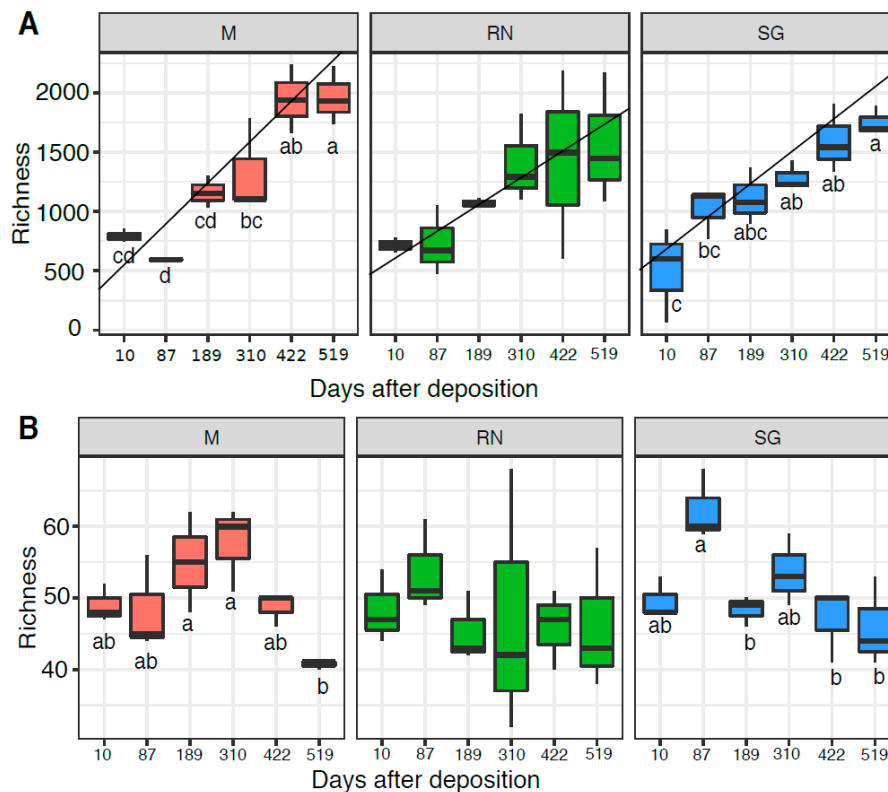 A
M RN SG
Richness
2000
1500
1000
500
0
cd d cd bc ab a
c bc abc ab ab a
10 87 189 310 422 519 10 87 189 310 422 519 10 87 189 310 422 519
Days after deposition
B
M RN SG
Richness
60
50
40
ab ab a a ab b
ab a b ab b b
10 87 189 310 422 519 10 87 189 310 422 519 10 87 189 310 422 519
Days after deposition